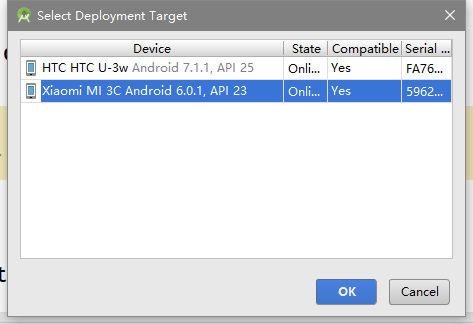 Select Deployment Target
Device State Compatible Serial ...
HTC HTC U-3w Android 7.1.1, API 25 Onli... Yes FA76...
Xiaomi MI 3C Android 6.0.1, API 23 Onli... Yes 5962...
OK Cancel